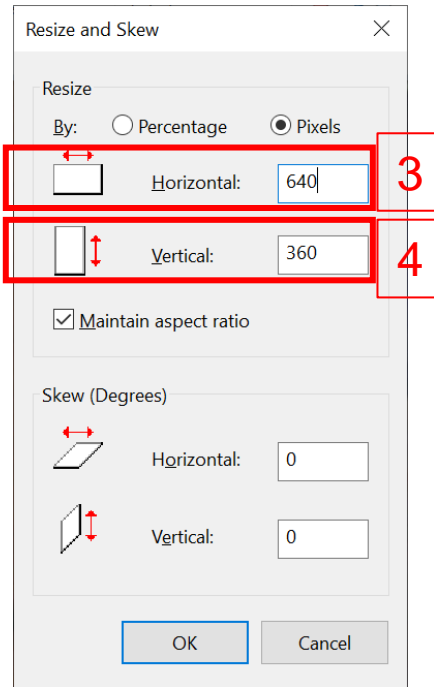 Resize and Skew
Resize
By: Percentage Pixels
Horizontal: 640 3
Vertical: 360 4
Maintain aspect ratio
Skew (Degrees)
Horizontal: 0
Vertical: 0
OK Cancel